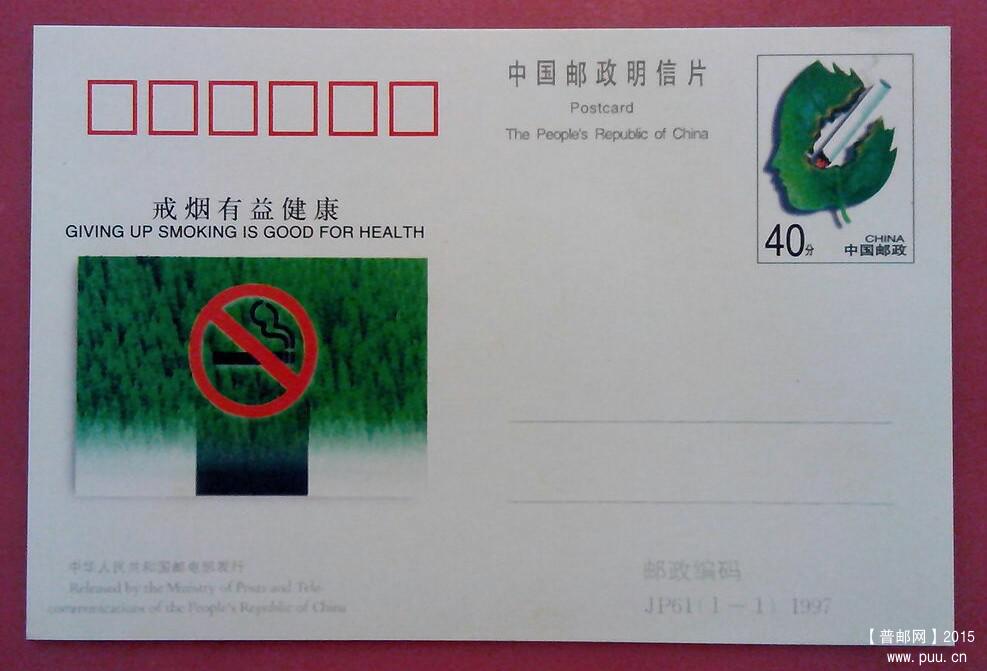 中国邮政明信片
Postcard
The People's Republic of China
40分
CHINA
中国邮政
戒烟有益健康
GIVING UP SMOKING IS GOOD FOR HEALTH
中华人民共和国邮电部发行
Released by the Ministry of Posts and Tele-
communications of the People's Republic of China
邮政编码
JP61(1-1) 1997
【普邮网】2015
www.puu.cn